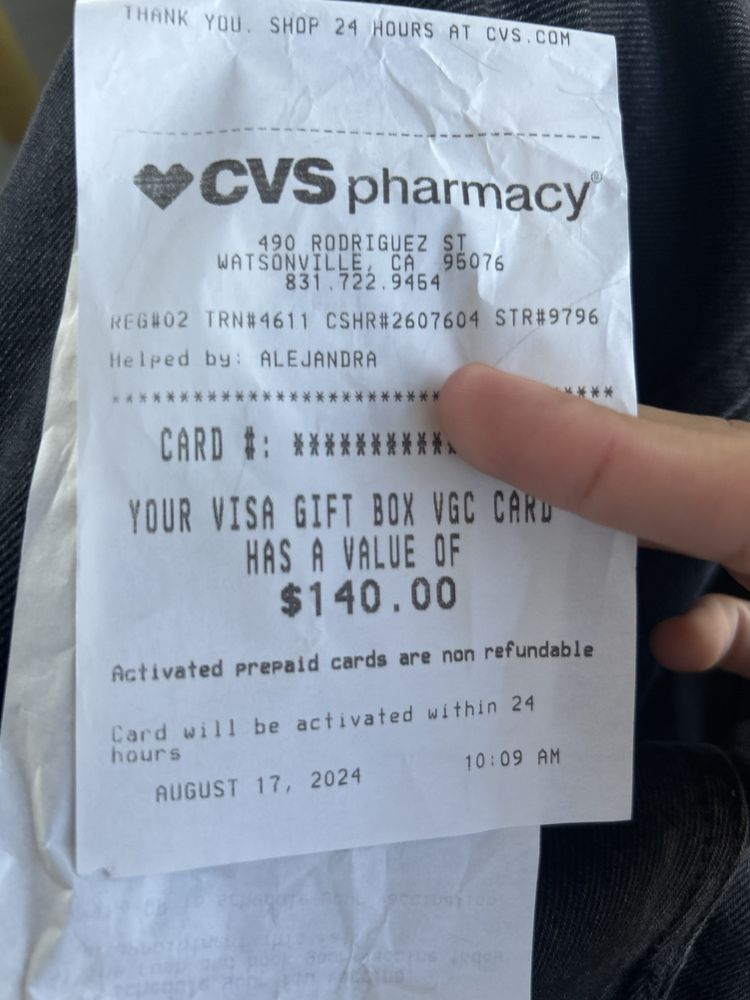 THANK YOU. SHOP 24 HOURS AT CVS.COM
CVS pharmacy®
490 RODRIGUEZ ST
WATSONVILLE, CA 95076
831.722.9454
REG#02 TRN#4611 CSHR#2607604 STR#9796
Helped by: ALEJANDRA
****************************
CARD #: **********
YOUR VISA GIFT BOX VGC CARD
HAS A VALUE OF
$140.00
Activated prepaid cards are non refundable
Card will be activated within 24
hours
AUGUST 17, 2024 10:09 AM